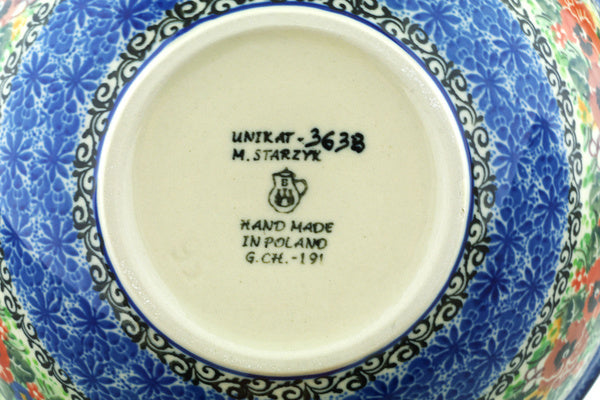 UNIKAT-3638
M. STARZYK
B
HAND MADE
IN POLAND
G.CH.-191